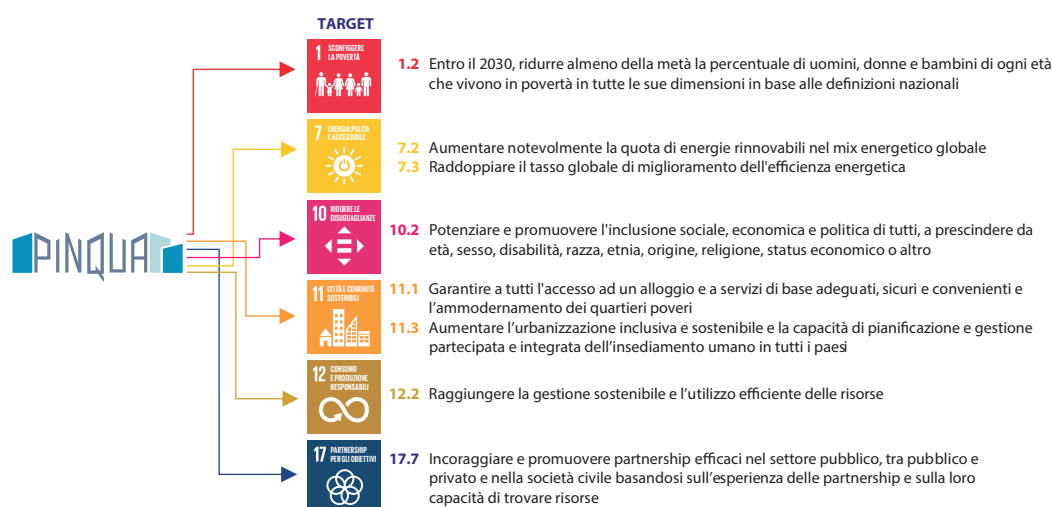 TARGET
1 SCONFIGGERE
LA POVERTÀ
1.2 Entro il 2030, ridurre almeno della metà la percentuale di uomini, donne e bambini di ogni età
che vivono in povertà in tutte le sue dimensioni in base alle definizioni nazionali
7 ENERGIA PULITA
E ACCESSIBILE
7.2 Aumentare notevolmente la quota di energie rinnovabili nel mix energetico globale
7.3 Raddoppiare il tasso globale di miglioramento dell'efficienza energetica
PINQUA
10 RIDURRE LE
DISUGUAGLIANZE
10.2 Potenziare e promuovere l'inclusione sociale, economica e politica di tutti, a prescindere da
età, sesso, disabilità, razza, etnia, origine, religione, status economico o altro
11 CITTÀ E COMUNITÀ
SOSTENIBILI
11.1 Garantire a tutti l'accesso ad un alloggio e a servizi di base adeguati, sicuri e convenienti e
l’ammodernamento dei quartieri poveri
11.3 Aumentare l’urbanizzazione inclusiva e sostenibile e la capacità di pianificazione e gestione
partecipata e integrata dell’insediamento umano in tutti i paesi
12 CONSUMO
E PRODUZIONE
RESPONSABILI
12.2 Raggiungere la gestione sostenibile e l’utilizzo efficiente delle risorse
17 PARTNERSHIP
PER GLI OBIETTIVI
17.7 Incoraggiare e promuovere partnership efficaci nel settore pubblico, tra pubblico e
privato e nella società civile basandosi sull’esperienza delle partnership e sulla loro
capacità di trovare risorse